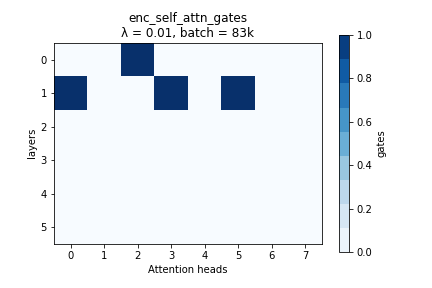 enc_self_attn_gates
λ = 0.01, batch = 83k
0
1
2
3
4
5
layers
0 1 2 3 4 5 6 7
Attention heads
1.0
0.8
0.6
0.4
0.2
0.0
gates